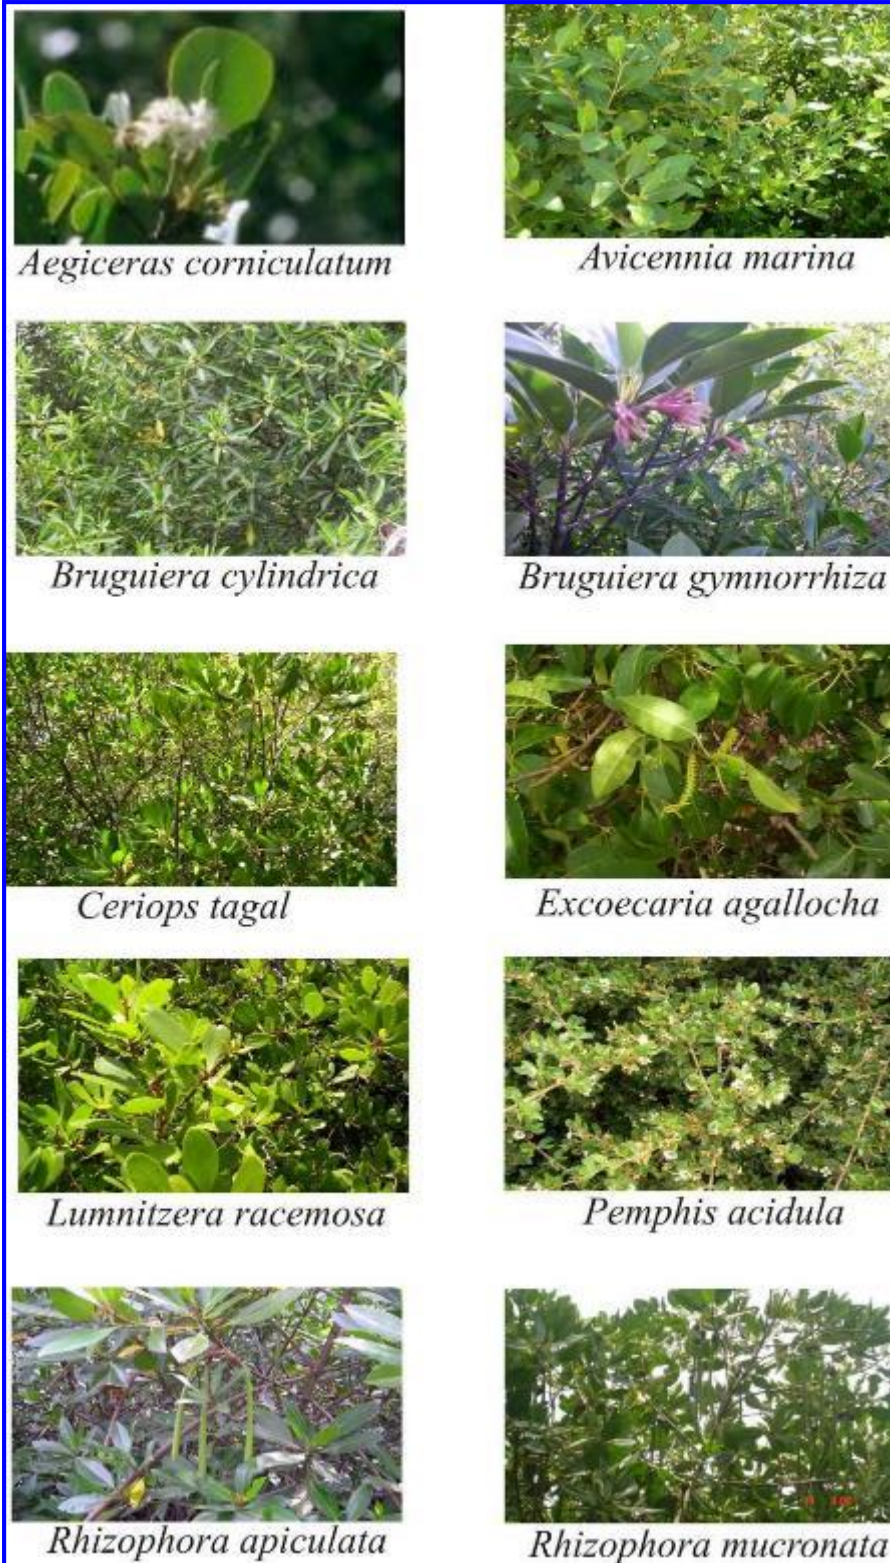 Aegiceras corniculatum
Avicennia marina
Bruguiera cylindrica
Bruguiera gymnorrhiza
Ceriops tagal
Excoecaria agallocha
Lumnitzera racemosa
Pemphis acidula
Rhizophora apiculata
Rhizophora mucronata